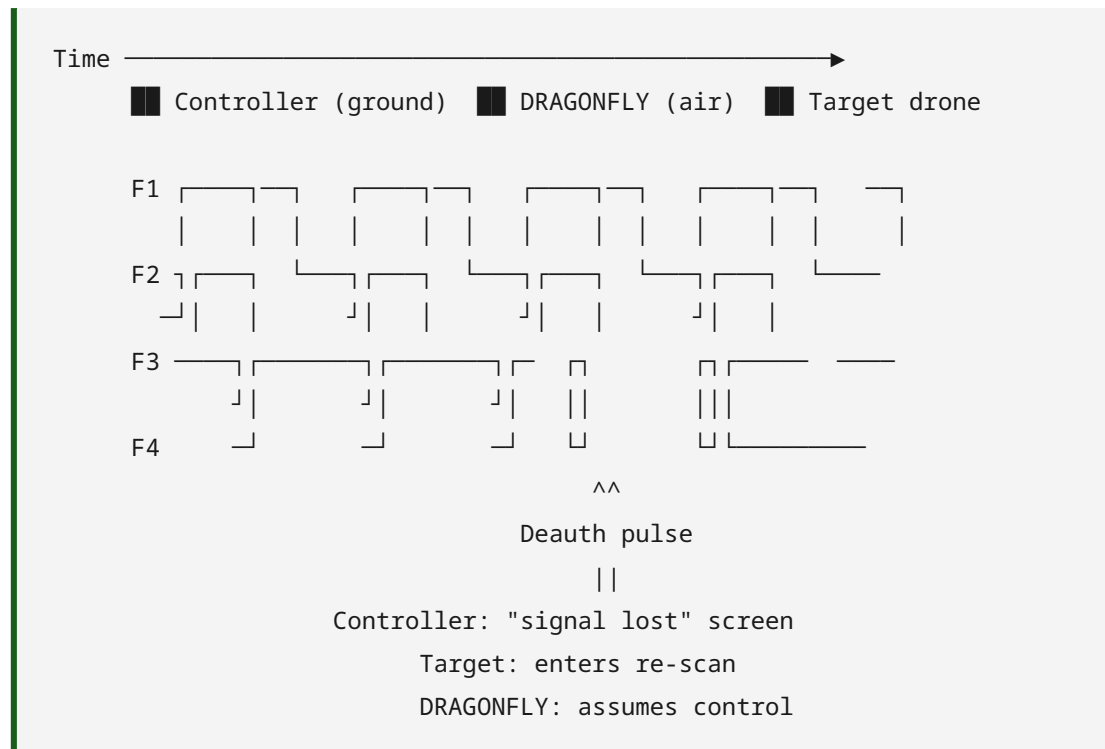 Time ────────────────────────────────────────────────▶
██ Controller (ground)  ██ DRAGONFLY (air)  ██ Target drone
F1
F2
F3
F4
^^
Deauth pulse
||
Controller: "signal lost" screen
Target: enters re-scan
DRAGONFLY: assumes control